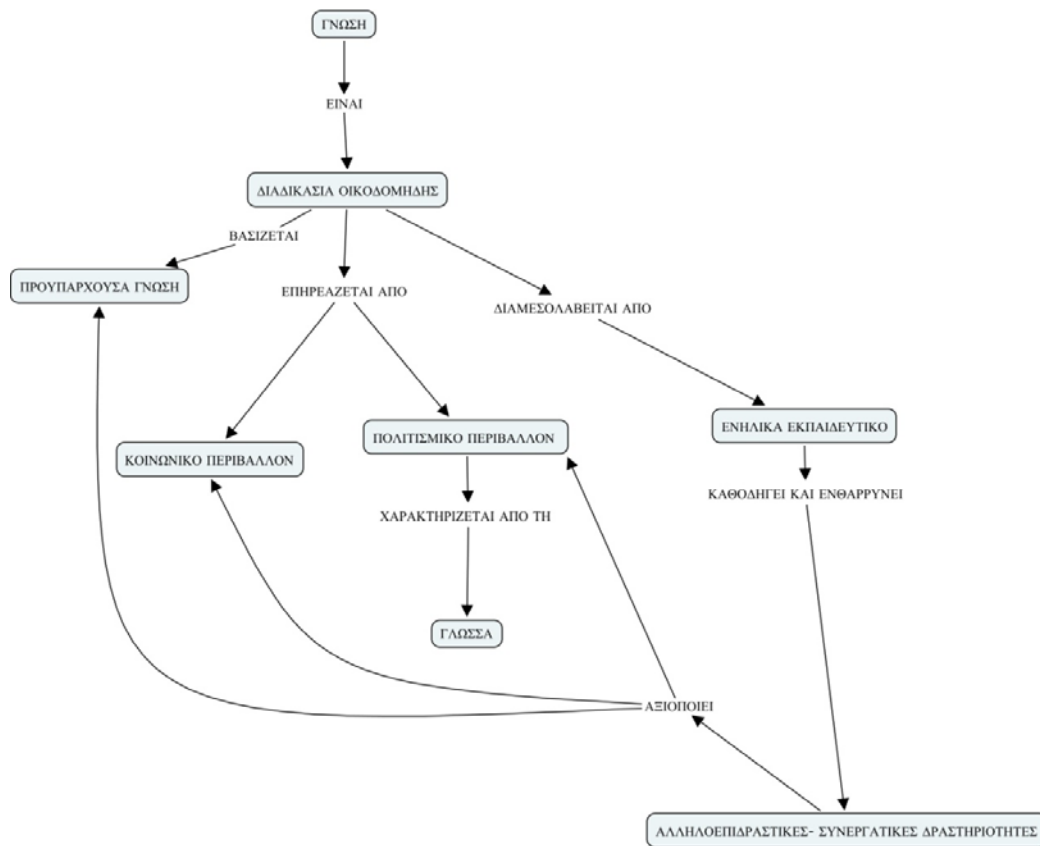 ΓΝΩΣΗ
ΕΙΝΑΙ
ΔΙΑΔΙΚΑΣΙΑ ΟΙΚΟΔΟΜΗΔΗΣ
ΒΑΣΙΖΕΤΑΙ
ΠΡΟΥΠΑΡΧΟΥΣΑ ΓΝΩΣΗ
ΕΠΗΡΕΑΖΕΤΑΙ ΑΠΟ
ΔΙΑΜΕΣΟΛΑΒΕΙΤΑΙ ΑΠΟ
ΚΟΙΝΩΝΙΚΟ ΠΕΡΙΒΑΛΛΟΝ
ΠΟΛΙΤΙΣΜΙΚΟ ΠΕΡΙΒΑΛΛΟΝ
ΕΝΗΛΙΚΑ ΕΚΠΑΙΔΕΥΤΙΚΟ
ΧΑΡΑΚΤΗΡΙΖΕΤΑΙ ΑΠΟ ΤΗ
ΚΑΘΟΔΗΓΕΙ ΚΑΙ ΕΝΘΑΡΡΥΝΕΙ
ΓΛΩΣΣΑ
ΑΞΙΟΠΟΙΕΙ
ΑΛΛΗΛΟΕΠΙΔΡΑΣΤΙΚΕΣ- ΣΥΝΕΡΓΑΤΙΚΕΣ ΔΡΑΣΤΗΡΙΟΤΗΤΕΣ